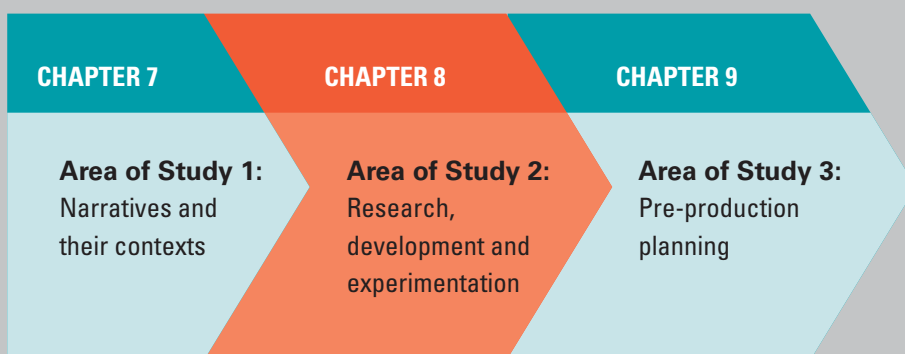 CHAPTER 7
Area of Study 1:
Narratives and
their contexts
CHAPTER 8
Area of Study 2:
Research,
development and
experimentation
CHAPTER 9
Area of Study 3:
Pre-production
planning